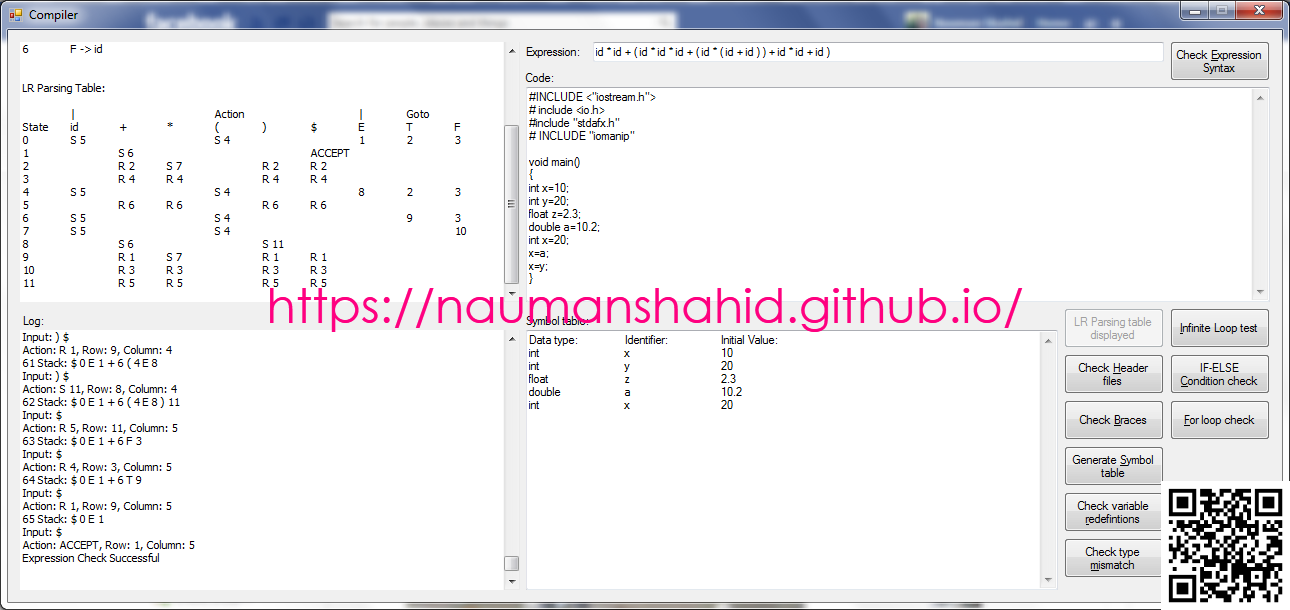 Compiler
6 F -> id
LR Parsing Table:
| Action | Goto
State id + * ( ) $ E T F
0 S 5 S 4 1 2 3
1 S 6 ACCEPT
2 R 2 S 7 R 2 R 2
3 R 4 R 4 R 4 R 4
4 S 5 S 4 8 2 3
5 R 6 R 6 R 6 R 6
6 S 5 S 4 9 3
7 S 5 S 4 10
8 S 6 S 11
9 R 1 S 7 R 1 R 1
10 R 3 R 3 R 3 R 3
11 R 5 R 5 R 5 R 5
Expression: id * id + ( id * id * id + ( id * ( id + id ) ) + id * id + id )
Check Expression
Syntax
Code:
#INCLUDE <"iostream.h">
# include <io.h>
#include "stdafx.h"
# INCLUDE "iomanip"
void main()
{
int x=10;
int y=20;
float z=2.3;
double a=10.2;
int x=20;
x=a;
x=y;
}
https://naumanshahid.github.io/
Log:
Input: ) $
Action: R 1, Row: 9, Column: 4
61 Stack: $ 0 E 1 + 6 ( 4 E 8
Input: ) $
Action: S 11, Row: 8, Column: 4
62 Stack: $ 0 E 1 + 6 ( 4 E 8 ) 11
Input: $
Action: R 5, Row: 11, Column: 5
63 Stack: $ 0 E 1 + 6 F 3
Input: $
Action: R 4, Row: 3, Column: 5
64 Stack: $ 0 E 1 + 6 T 9
Input: $
Action: R 1, Row: 9, Column: 5
65 Stack: $ 0 E 1
Input: $
Action: ACCEPT, Row: 1, Column: 5
Expression Check Successful
Symbol table:
Data type: Identifier: Initial Value:
int x 10
int y 20
float z 2.3
double a 10.2
int x 20
LR Parsing table
displayed
Infinite Loop test
Check Header
files
IF-ELSE
Condition check
Check Braces
For loop check
Generate Symbol
table
Check variable
redefintions
Check type
mismatch